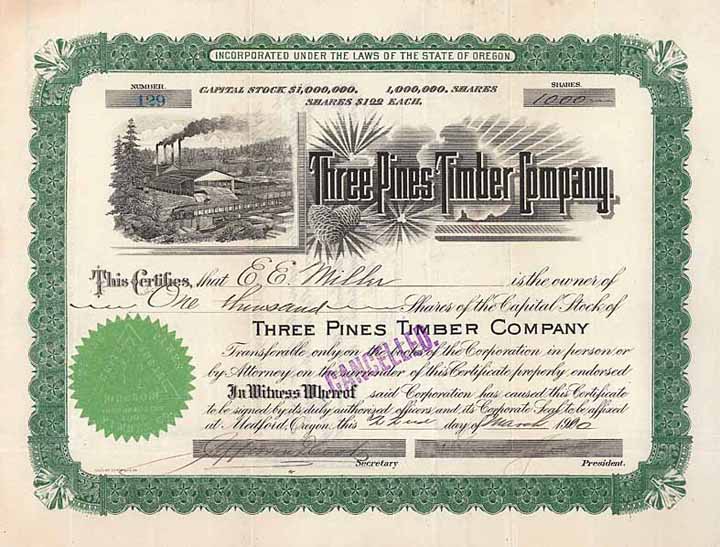 INCORPORATED UNDER THE LAWS OF THE STATE OF OREGON
NUMBER
129
CAPITAL STOCK $1,000,000. 1,000,000. SHARES
SHARES $1.00 EACH.
SHARES
1000
Three Pines Timber Company.
This Certifies, that E. E. Miller is the owner of
One thousand Shares of the Capital Stock of
THREE PINES TIMBER COMPANY
Transferable only on the books of the Corporation in person or
by Attorney on the surrender of this Certificate properly endorsed
CANCELLED.
In Witness Whereof said Corporation has caused this Certificate
to be signed by its duly authorized officers and its Corporate Seal to be affixed
at Medford, Oregon. this day of March 19
Secretary President.